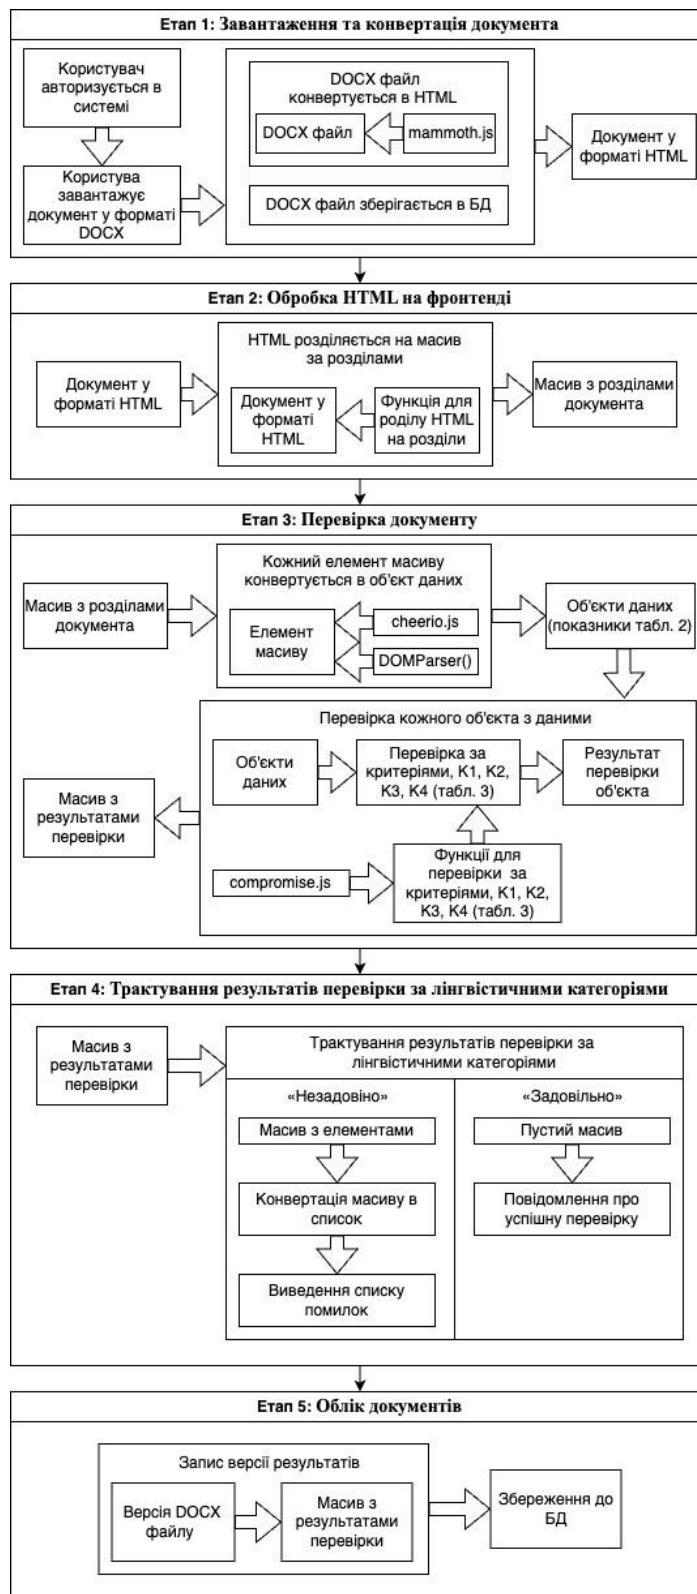 Етап 1: Завантаження та конвертація документа
Користувач
авторизується в
системі
Користува
завантажує
документ у форматі
DOCX
DOCX файл
конвертується в HTML
DOCX файл
mammoth.js
DOCX файл зберігається в БД
Документ у
форматі HTML
Етап 2: Обробка HTML на фронтенді
Документ у
форматі HTML
HTML розділяється на масив
за розділами
Документ у
форматі
HTML
Функція для
роділу HTML
на розділи
Масив з розділами
документа
Етап 3: Перевірка документу
Масив з розділами
документа
Кожний елемент масиву
конвертується в об'єкт даних
Елемент
масиву
cheerio.js
DOMParser()
Об'єкти даних
(показники табл. 2)
Перевірка кожного об'єкта з даними
Об'єкти
даних
Перевірка за
критеріями, К1, К2,
К3, К4 (табл. 3)
Результат
перевірки
об'єкта
Масив з
результатами
перевірки
compromise.js
Функції для
перевірки за
критеріями, К1, К2,
К3, К4 (табл. 3)
Етап 4: Трактування результатів перевірки за лінгвістичними категоріями
Масив з
результатами
перевірки
Трактування результатів перевірки за
лінгвістичними категоріями
«Незадовіно»
Масив з елементами
Конвертація масиву в
список
Виведення списку
помилок
«Задовільно»
Пустий масив
Повідомлення про
успішну перевірку
Етап 5: Облік документів
Запис версії результатів
Версія DOCX
файлу
Масив з
результатами
перевірки
Збереження до
БД